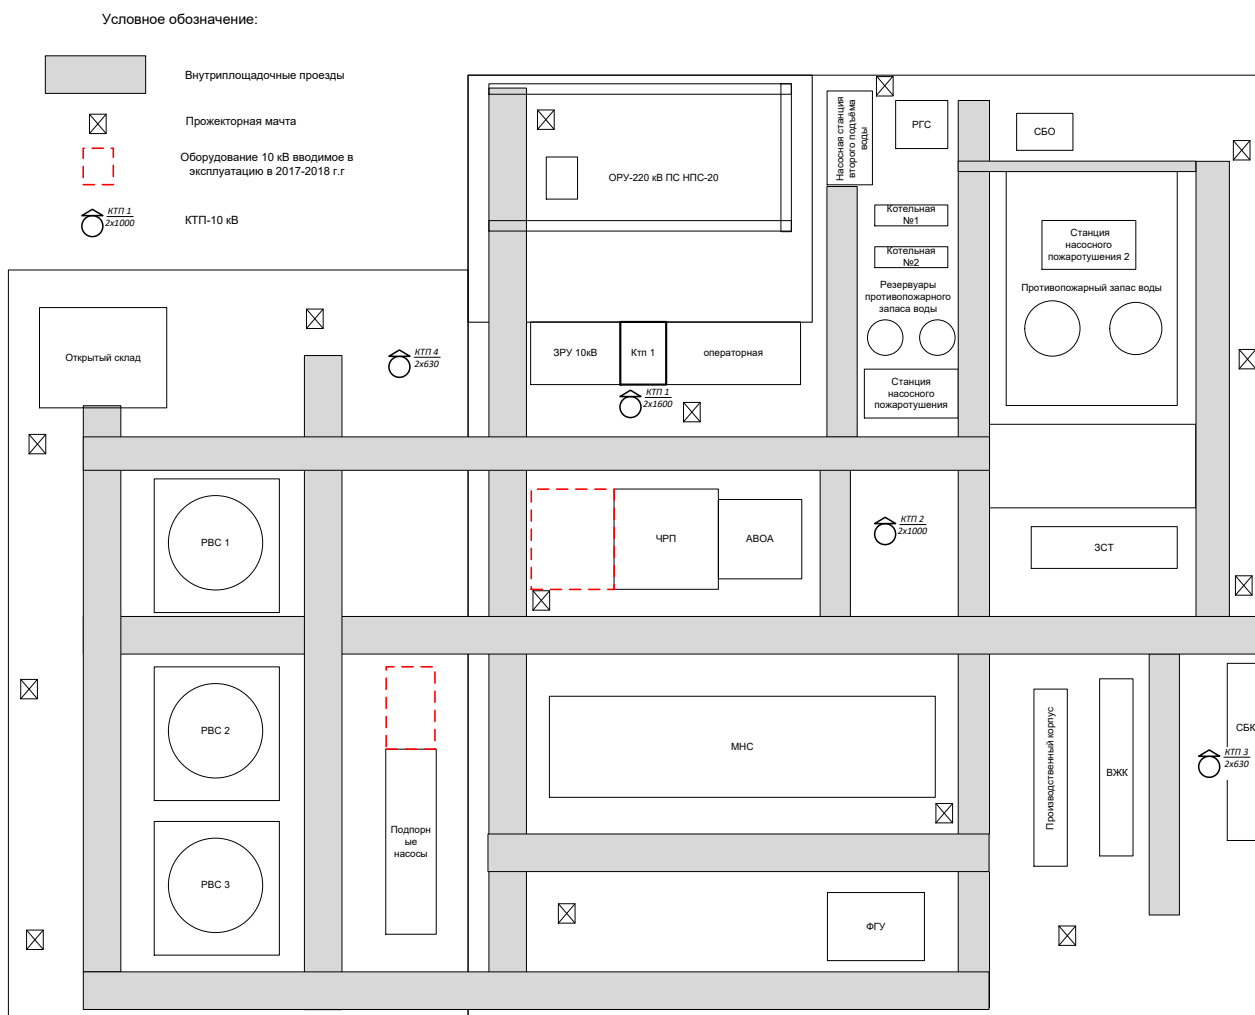 Условное обозначение:
Внутриплощадочные проезды
Прожекторная мачта
Оборудование 10 кВ вводимое в
эксплуатацию в 2017-2018 г.г
КТП 1
2х1000
КТП-10 кВ
ОРУ-220 кВ ПС НПС-20
Насосная станция
второго подъёма
воды
РГС
СБО
Котельная
№1
Котельная
№2
Резервуары
противопожарного
запаса воды
Станция
насосного
пожаротушения 2
Противопожарный запас воды
Открытый склад
КТП 4
2х630
ЗРУ 10кВ
Ктп 1
операторная
КТП 1
2х1600
Станция
насосного
пожаротушения
РВС 1
ЧРП
АВОА
КТП 2
2х1000
ЗСТ
РВС 2
МНС
Производственный корпус
ВЖК
СБК
КТП 3
2х630
Подпорн
ые
насосы
РВС 3
ФГУ